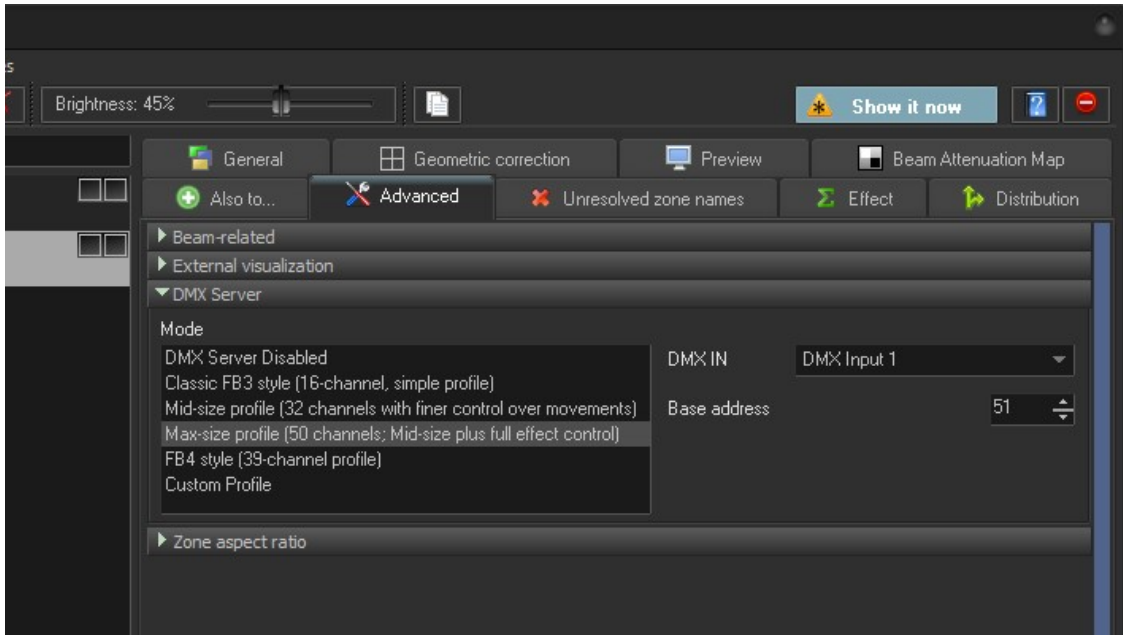 s
Brightness: 45%
Show it now
General
Geometric correction
Preview
Beam Attenuation Map
Also to...
Advanced
Unresolved zone names
Effect
Distribution
Beam-related
External visualization
DMX Server
Mode
DMX Server Disabled
Classic FB3 style (16-channel, simple profile)
Mid-size profile (32 channels with finer control over movements)
Max-size profile (50 channels; Mid-size plus full effect control)
FB4 style (39-channel profile)
Custom Profile
DMX IN
DMX Input 1
Base address
51
Zone aspect ratio